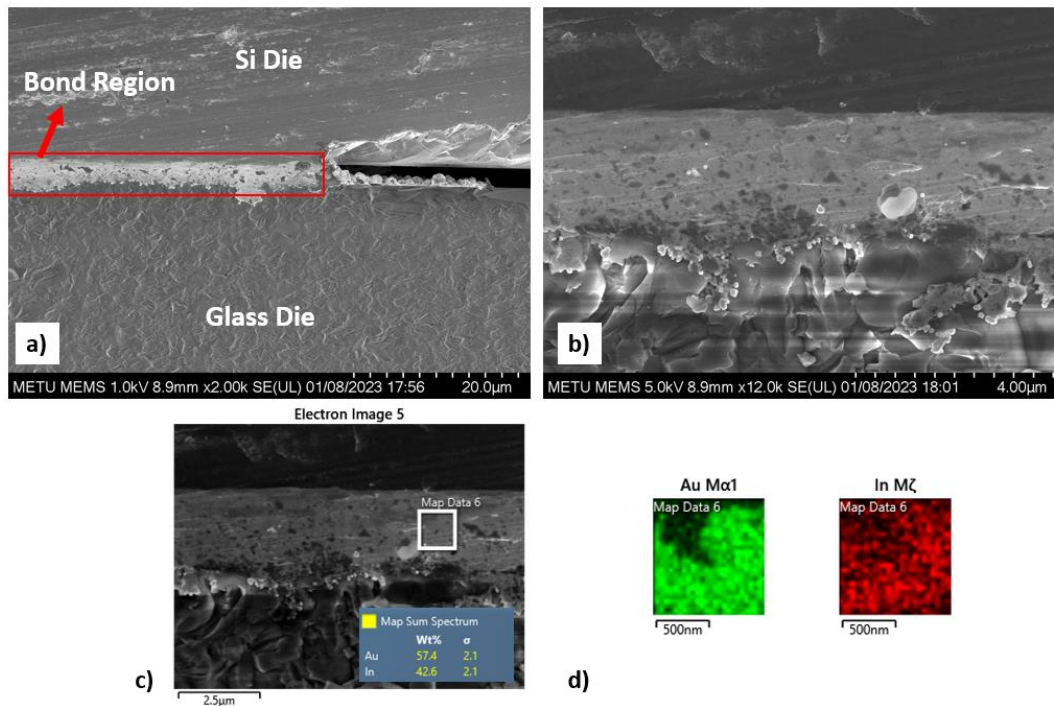 Si Die
Bond Region
Glass Die
a)
METU MEMS 1.0kV 8.9mm x2.00k SE(UL) 01/08/2023 17:56 20.0µm
b)
METU MEMS 5.0kV 8.9mm x12.0k SE(UL) 01/08/2023 18:01 4.00µm
Electron Image 5
Map Data 6
Map Sum Spectrum
Wt% σ
Au 57.4 2.1
In 42.6 2.1
c)
2.5µm
Au Mα1
Map Data 6
500nm
In Mζ
Map Data 6
500nm
d)